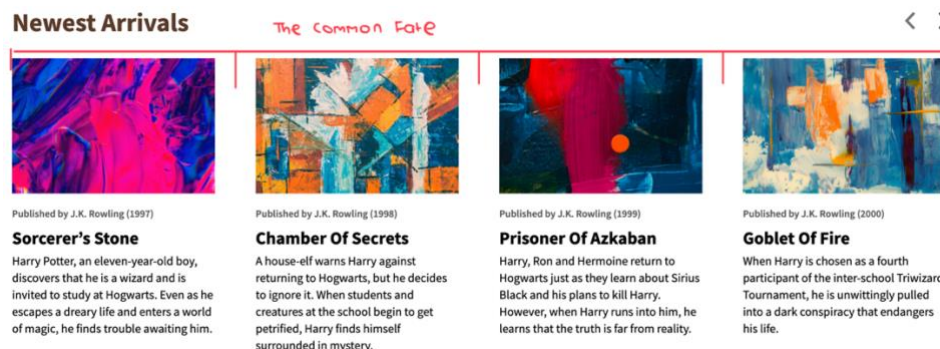 Newest Arrivals
The Common Fate
Published by J.K. Rowling (1997)
Sorcerer’s Stone
Harry Potter, an eleven-year-old boy,
discovers that he is a wizard and is
invited to study at Hogwarts. Even as he
escapes a dreary life and enters a world
of magic, he finds trouble awaiting him.
Published by J.K. Rowling (1998)
Chamber Of Secrets
A house-elf warns Harry against
returning to Hogwarts, but he decides
to ignore it. When students and
creatures at the school begin to get
petrified, Harry finds himself
surrounded in mystery.
Published by J.K. Rowling (1999)
Prisoner Of Azkaban
Harry, Ron and Hermoine return to
Hogwarts just as they learn about Sirius
Black and his plans to kill Harry.
However, when Harry runs into him, he
learns that the truth is far from reality.
Published by J.K. Rowling (2000)
Goblet Of Fire
When Harry is chosen as a fourth
participant of the inter-school Triwizard
Tournament, he is unwittingly pulled
into a dark conspiracy that endangers
his life.